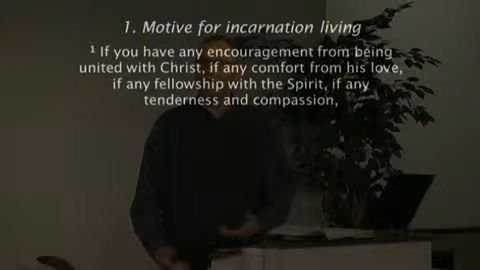 1. Motive for incarnation living
¹ If you have any encouragement from being
united with Christ, if any comfort from his love,
if any fellowship with the Spirit, if any
tenderness and compassion,